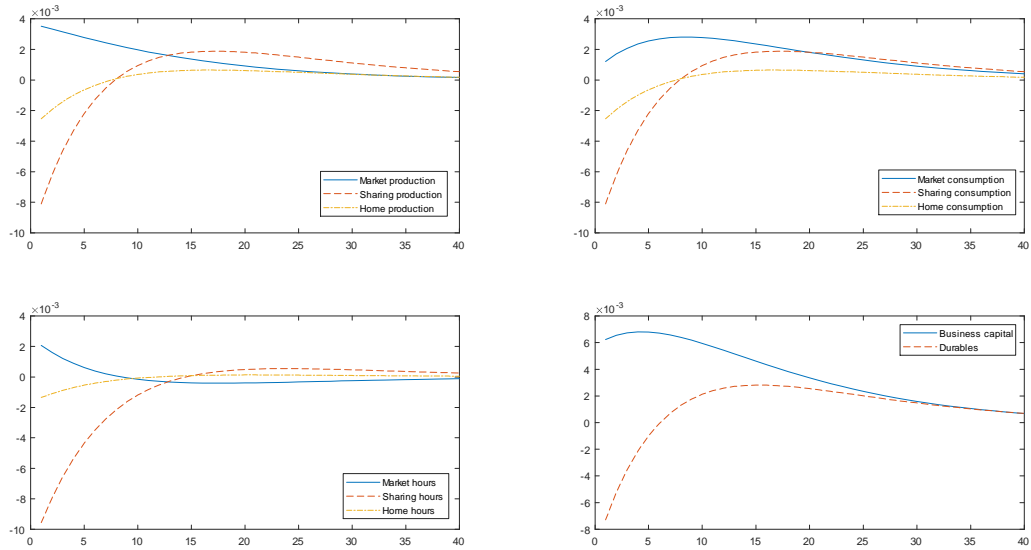 ×10⁻³
4
2
0
-2
-4
-6
-8
-10
0 5 10 15 20 25 30 35 40
Market production
Sharing production
Home production
×10⁻³
4
2
0
-2
-4
-6
-8
-10
0 5 10 15 20 25 30 35 40
Market consumption
Sharing consumption
Home consumption
×10⁻³
4
2
0
-2
-4
-6
-8
-10
0 5 10 15 20 25 30 35 40
Market hours
Sharing hours
Home hours
×10⁻³
8
6
4
2
0
-2
-4
-6
-8
0 5 10 15 20 25 30 35 40
Business capital
Durables